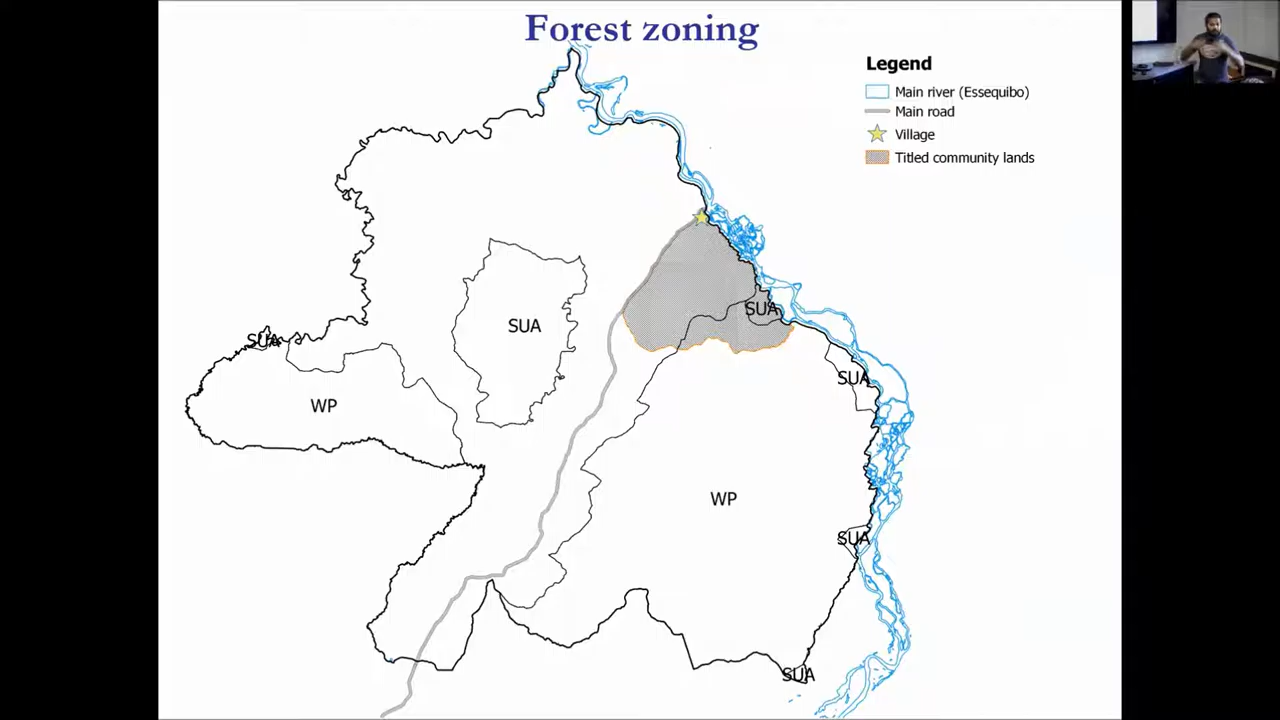 Forest zoning
Legend
Main river (Essequibo)
Main road
Village
Titled community lands
SUA
SUA
SUA
WP
SUA
WP
SUA
SUA